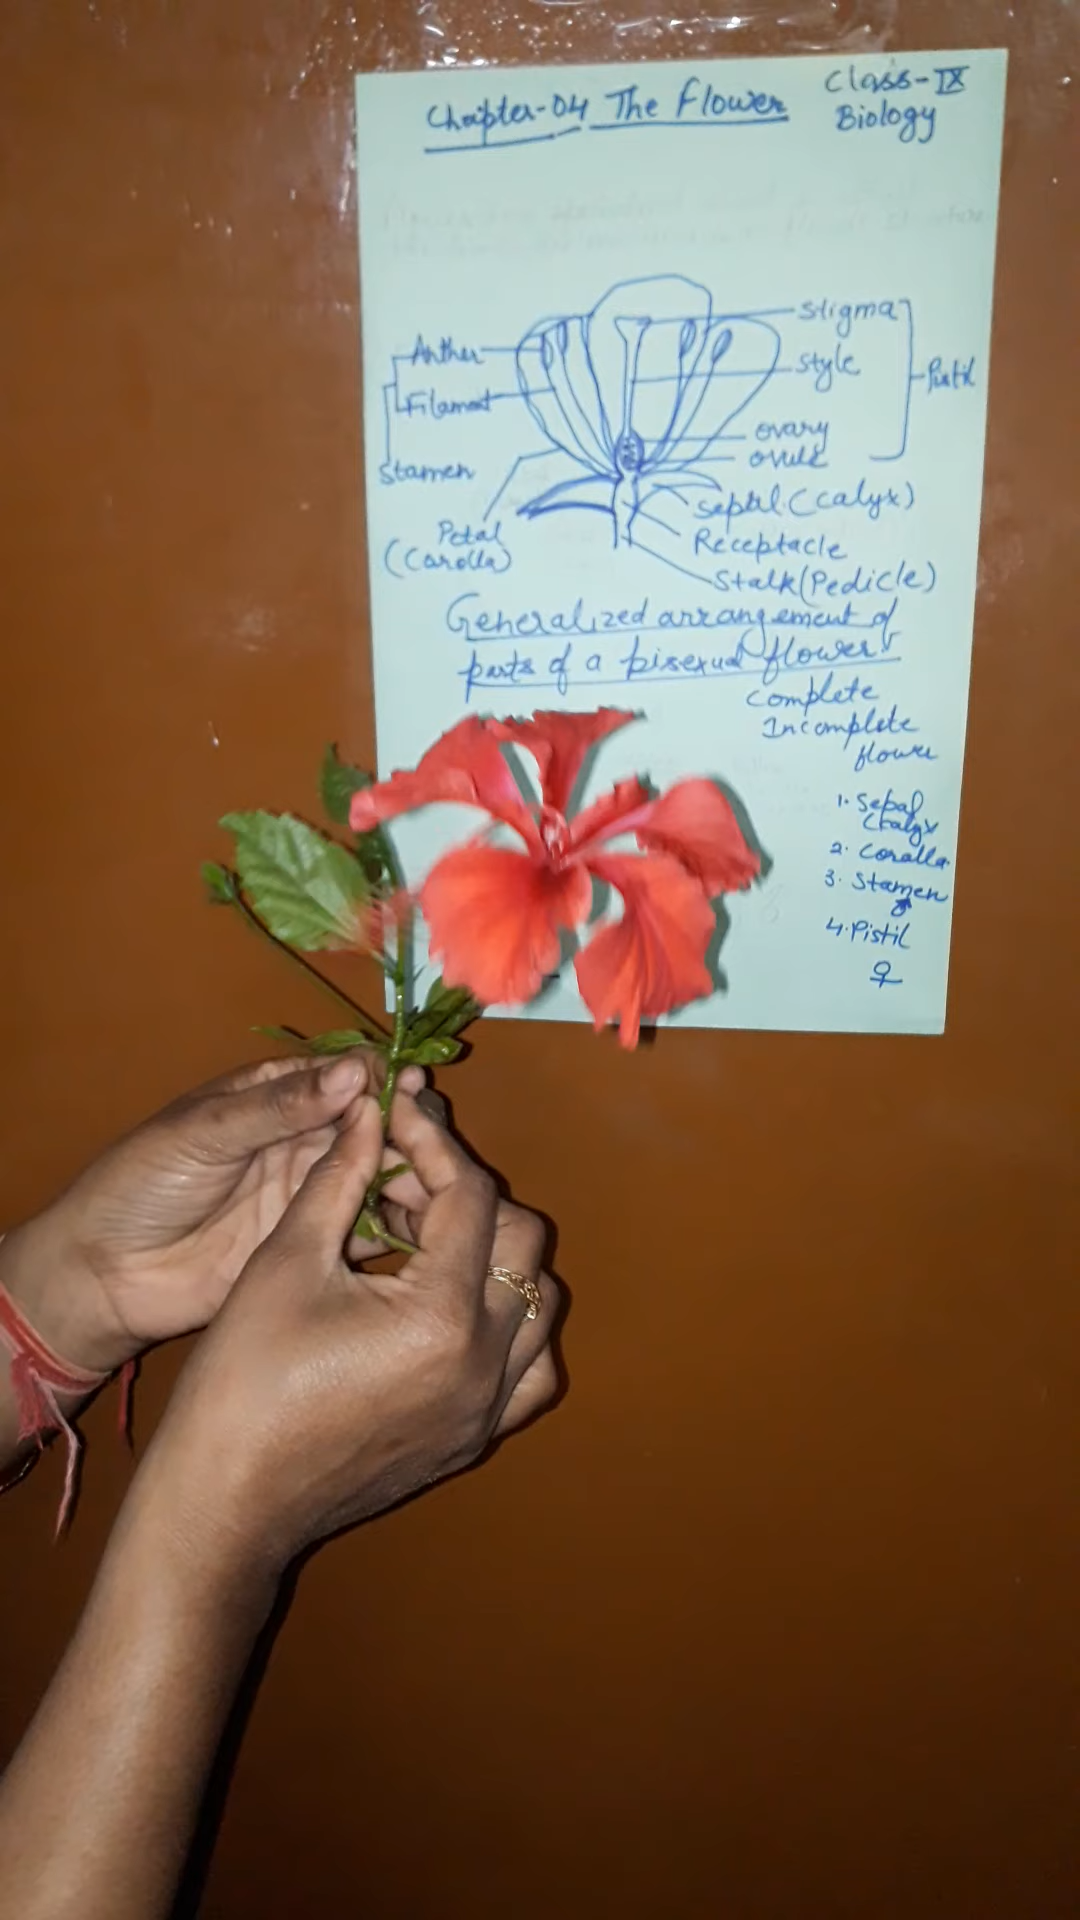 Chapter-04 The Flower
Class-IX
Biology
Anther
Filament
Stamen
Petal
(Carolla)
Stigma
Style
Pistil
ovary
ovule
Sepal (Calyx)
Receptacle
Stalk (Pedicle)
Generalized arrangement of
parts of a bisexual flower
Complete
Incomplete
flower
1. Sepal
Calyx
2. Coralla
3. Stamen
♂
4. Pistil
♀